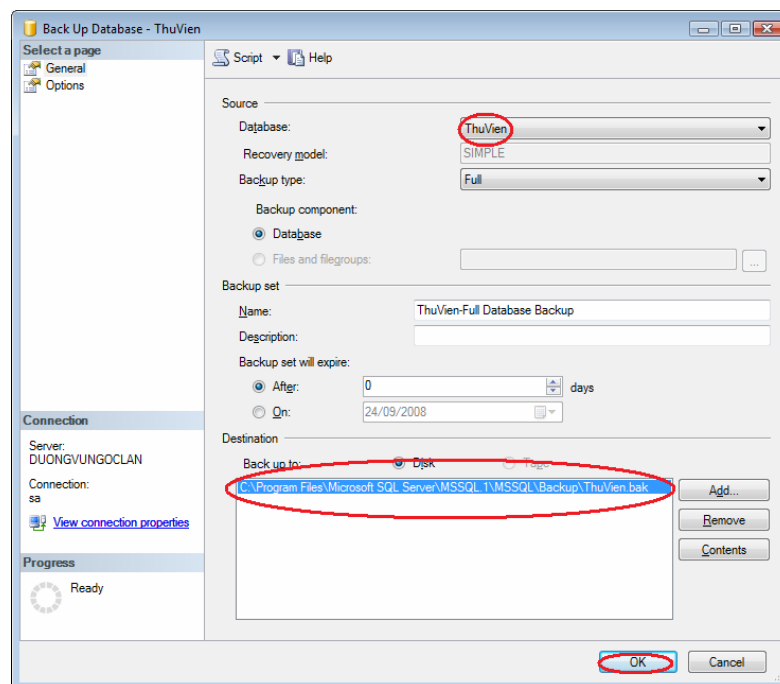 Back Up Database - ThuVien
Select a page
General
Options
Script Help
Source
Database: ThuVien
Recovery model: SIMPLE
Backup type: Full
Backup component:
Database
Files and filegroups: ...
Backup set
Name: ThuVien-Full Database Backup
Description:
Backup set will expire:
After: 0 days
On: 24/09/2008
Destination
Back up to: Disk Tape
C:\Program Files\Microsoft SQL Server\MSSQL.1\MSSQL\Backup\ThuVien.bak
Add...
Remove
Contents
Connection
Server:
DUONGVUNGOCLAN
Connection:
sa
View connection properties
Progress
Ready
OK Cancel